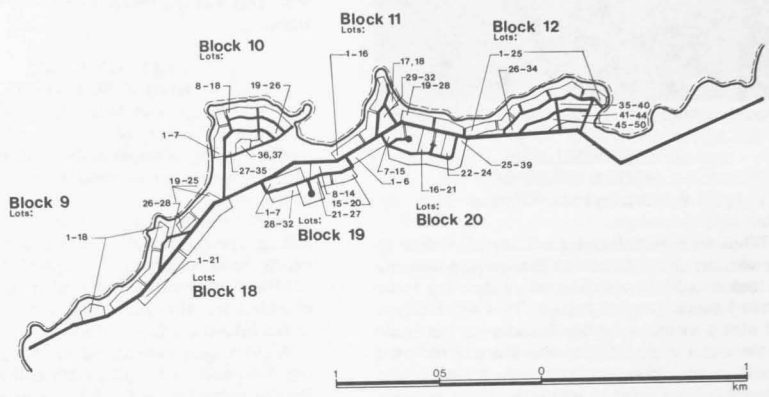 Block 11
Lots:
1-16
17,18
29-32
19-28
Block 12
Lots:
1-25
26-34
35-40
41-44
45-50
Block 10
Lots:
8-18
19-26
1-7
36,37
27-35
Block 9
Lots:
19-25
26-28
1-18
1-21
Lots:
Block 18
1-7
28-32
8-14
15-20
21-27
Lots:
Block 19
7-15
1-6
16-21
22-24
25-39
Lots:
Block 20
1 05 0 1
km